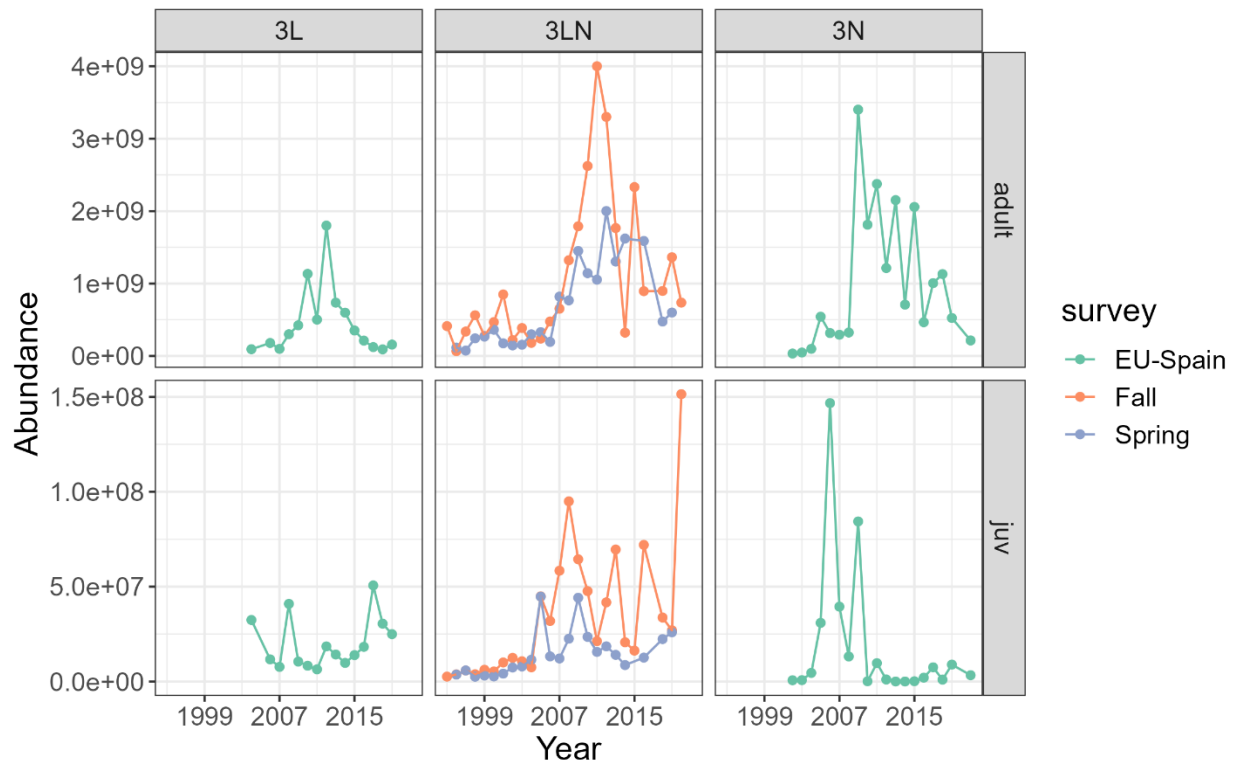 3L 3LN 3N
Abundance
4e+09
3e+09
2e+09
1e+09
0e+00
adult
1.5e+08
1.0e+08
5.0e+07
0.0e+00
juv
1999 2007 2015 1999 2007 2015 1999 2007 2015
Year
survey
EU-Spain
Fall
Spring